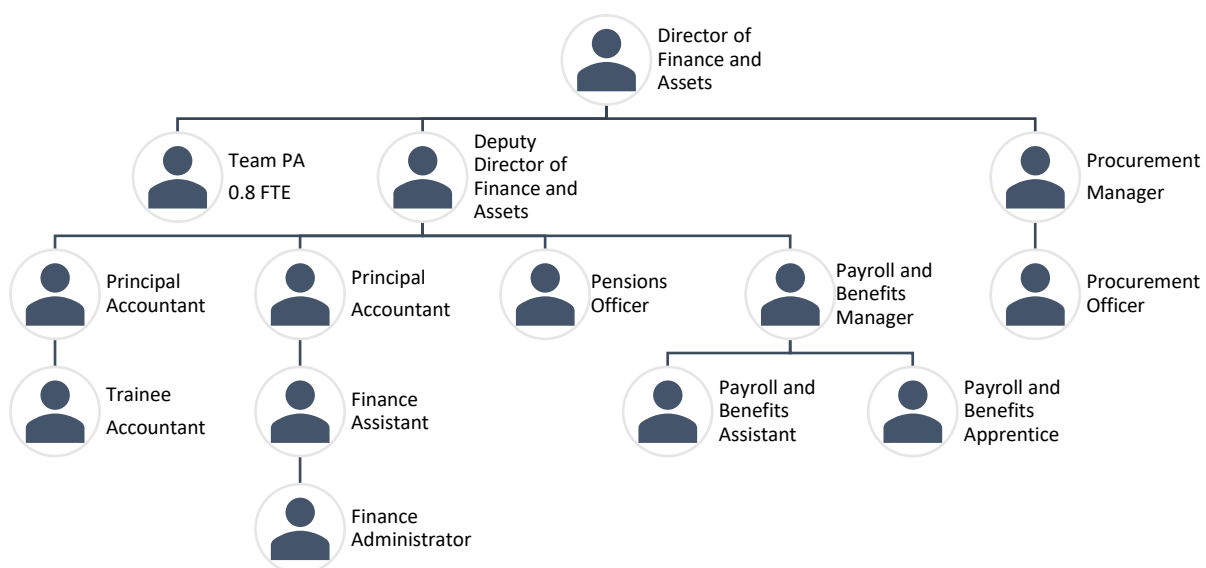 Director of
Finance and
Assets
Team PA
0.8 FTE
Deputy
Director of
Finance and
Assets
Procurement
Manager
Principal
Accountant
Principal
Accountant
Pensions
Officer
Payroll and
Benefits
Manager
Procurement
Officer
Trainee
Accountant
Finance
Assistant
Payroll and
Benefits
Assistant
Payroll and
Benefits
Apprentice
Finance
Administrator